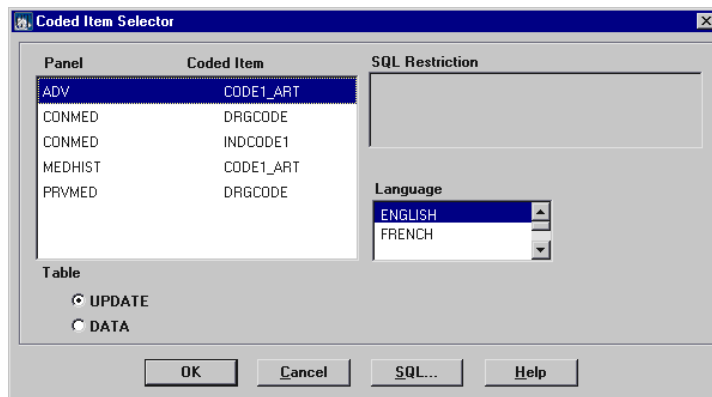 Coded Item Selector
Panel Coded Item
ADV CODE1_ART
CONMED DRGCODE
CONMED INDCODE1
MEDHIST CODE1_ART
PRVMED DRGCODE
SQL Restriction
Language
ENGLISH
FRENCH
Table
UPDATE
DATA
OK Cancel SQL... Help